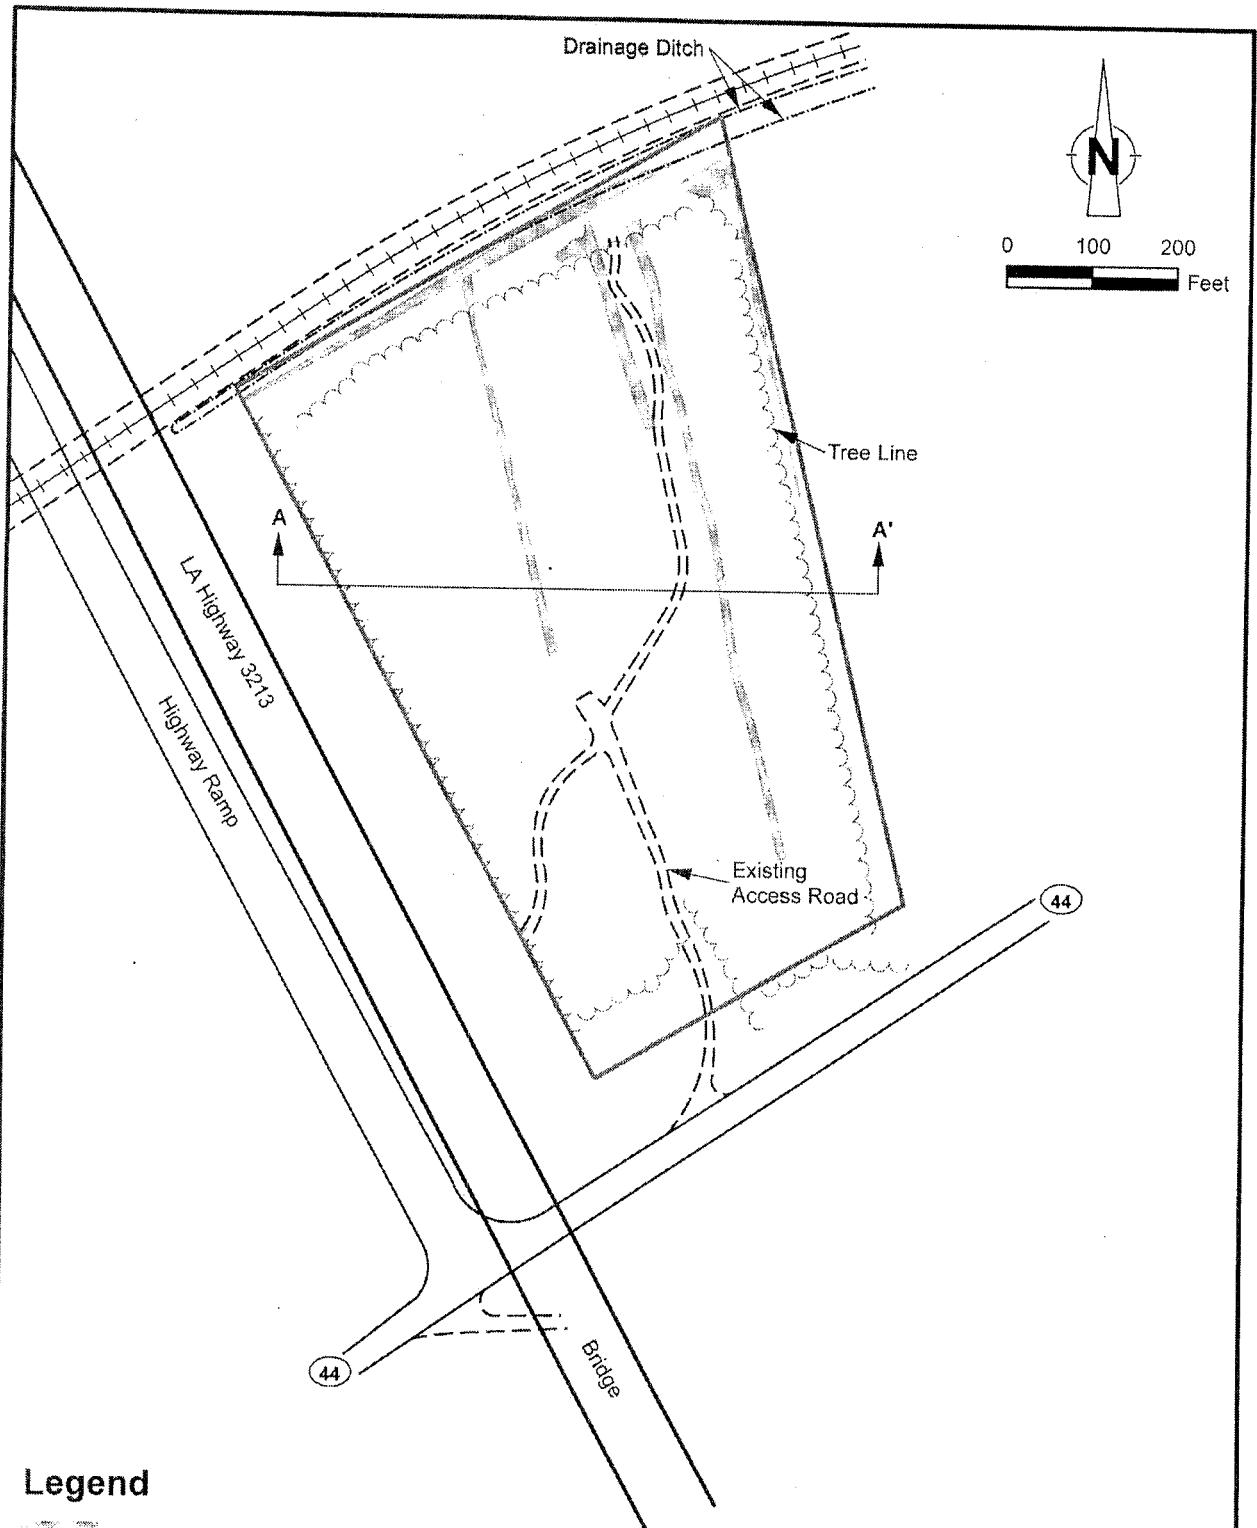 Drainage Ditch
N
0 100 200
Feet
Tree Line
A
A'
LA Highway 3213
Highway Ramp
Existing
Access Road
44
44
Bridge
Legend